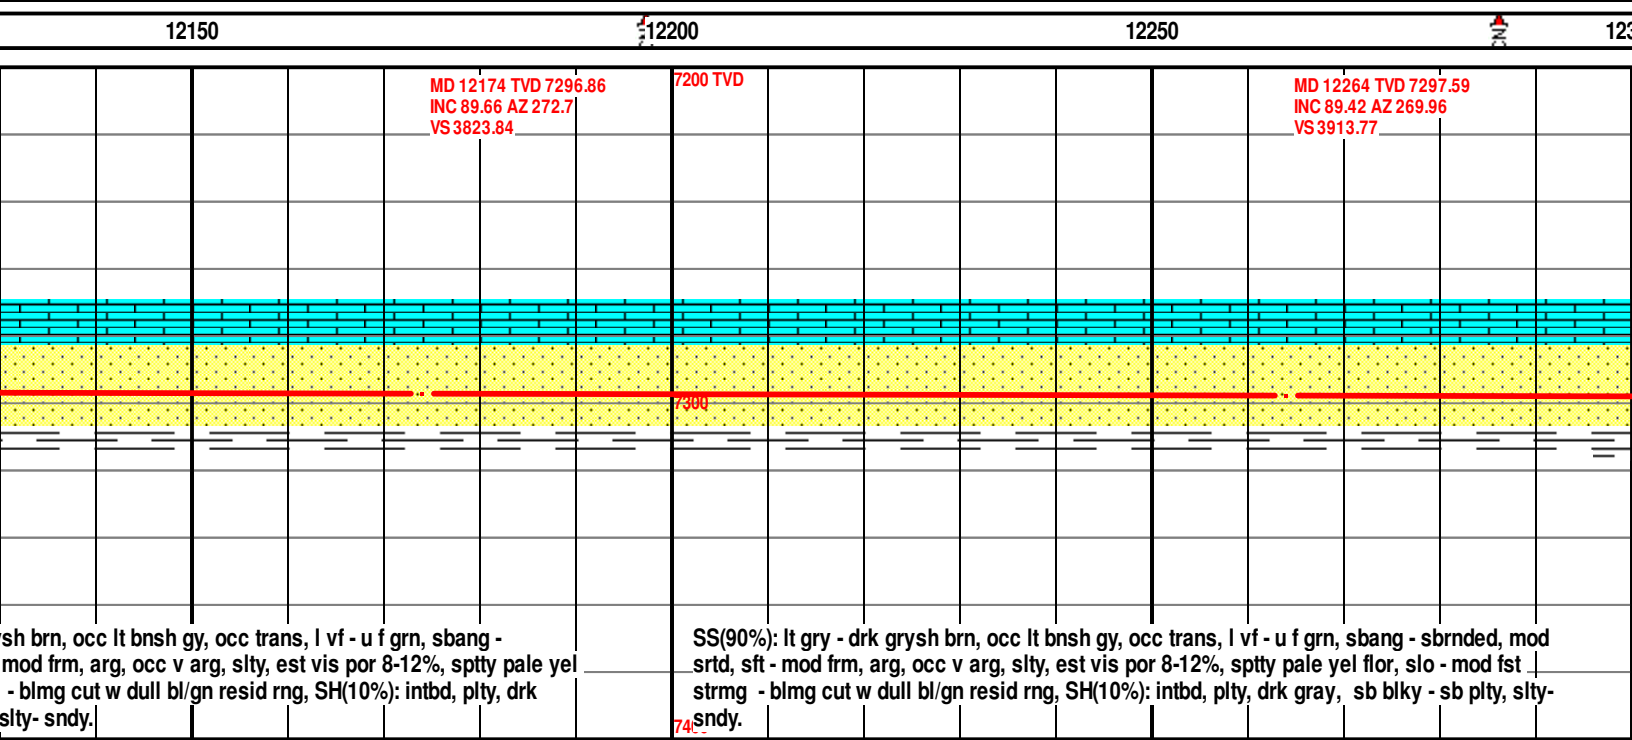 12150
12200
12250
CN
123
MD 12174 TVD 7296.86
INC 89.66 AZ 272.7
VS 3823.84
7200 TVD
MD 12264 TVD 7297.59
INC 89.42 AZ 269.96
VS 3913.77
7300
sh brn, occ lt bnsh gy, occ trans, l vf - u f grn, sbang -
mod frm, arg, occ v arg, slty, est vis por 8-12%, sptty pale yel
- blmg cut w dull bl/gn resid rng, SH(10%): intbd, plty, drk
slty- sndy.
SS(90%): lt gry - drk grysh brn, occ lt bnsh gy, occ trans, l vf - u f grn, sbang - sbrnded, mod
srtd, sft - mod frm, arg, occ v arg, slty, est vis por 8-12%, sptty pale yel flor, slo - mod fst
strmg - blmg cut w dull bl/gn resid rng, SH(10%): intbd, plty, drk gray, sb blky - sb plty, slty-
sndy.